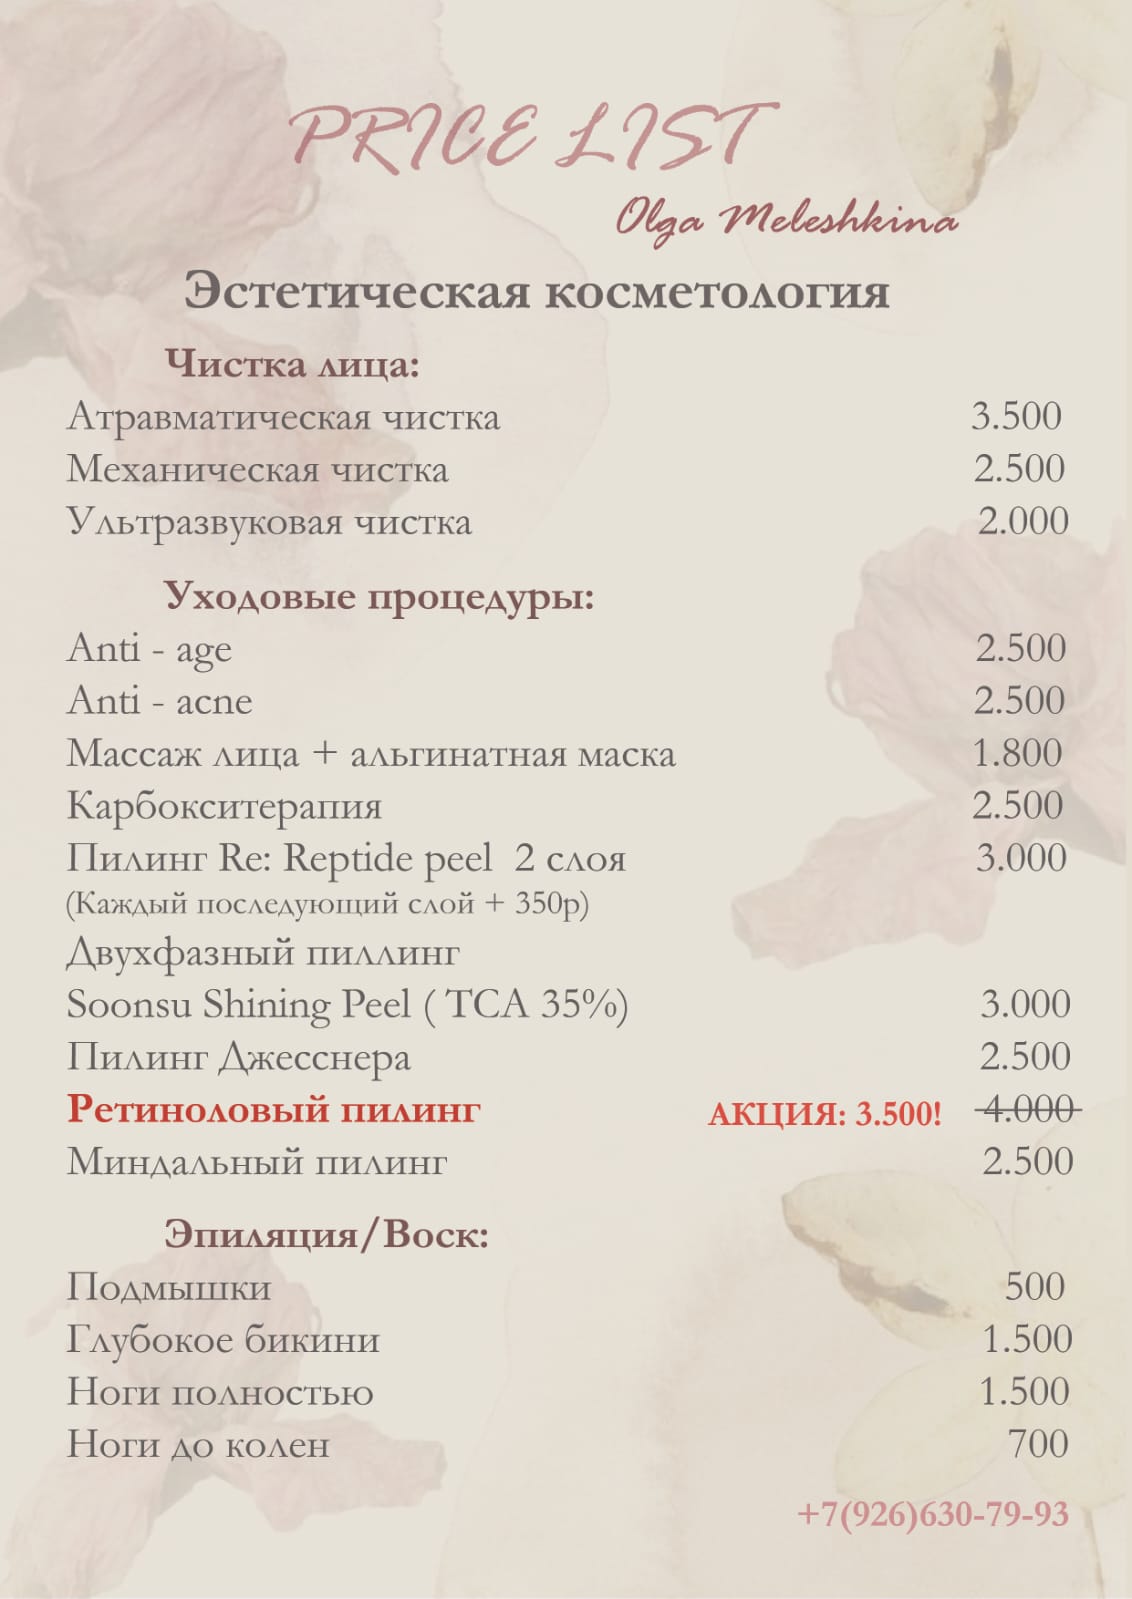 PRICE LIST
Olga Meleshkina
Эстетическая косметология
Чистка лица:
Атравматическая чистка 3.500
Механическая чистка 2.500
Ультразвуковая чистка 2.000
Уходовые процедуры:
Anti - age 2.500
Anti - acne 2.500
Массаж лица + альгинатная маска 1.800
Карбокситерапия 2.500
Пилинг Re: Reptide peel 2 слоя 3.000
(Каждый последующий слой + 350р)
Двухфазный пиллинг
Soonsu Shining Peel ( TCA 35%) 3.000
Пилинг Джесснера 2.500
Ретиноловый пилинг АКЦИЯ: 3.500! 4.000
Миндальный пилинг 2.500
Эпиляция/Воск:
Подмышки 500
Глубокое бикини 1.500
Ноги полностью 1.500
Ноги до колен 700
+7(926)630-79-93